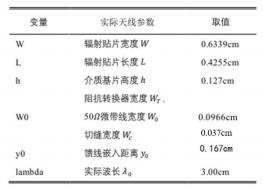 变量 实际天线参数 取值
W 辐射贴片宽度 W 0.6339cm
L 辐射贴片长度 L 0.4255cm
h 介质基片高度 h 0.127cm
阻抗转换器宽度 W_T,
W0 50Ω微带线宽度 W_0 0.0966cm
切缝宽度 W_c 0.037cm
y0 馈线嵌入距离 y_0 0.167cm
lambda 实际波长 λ_0 3.00cm